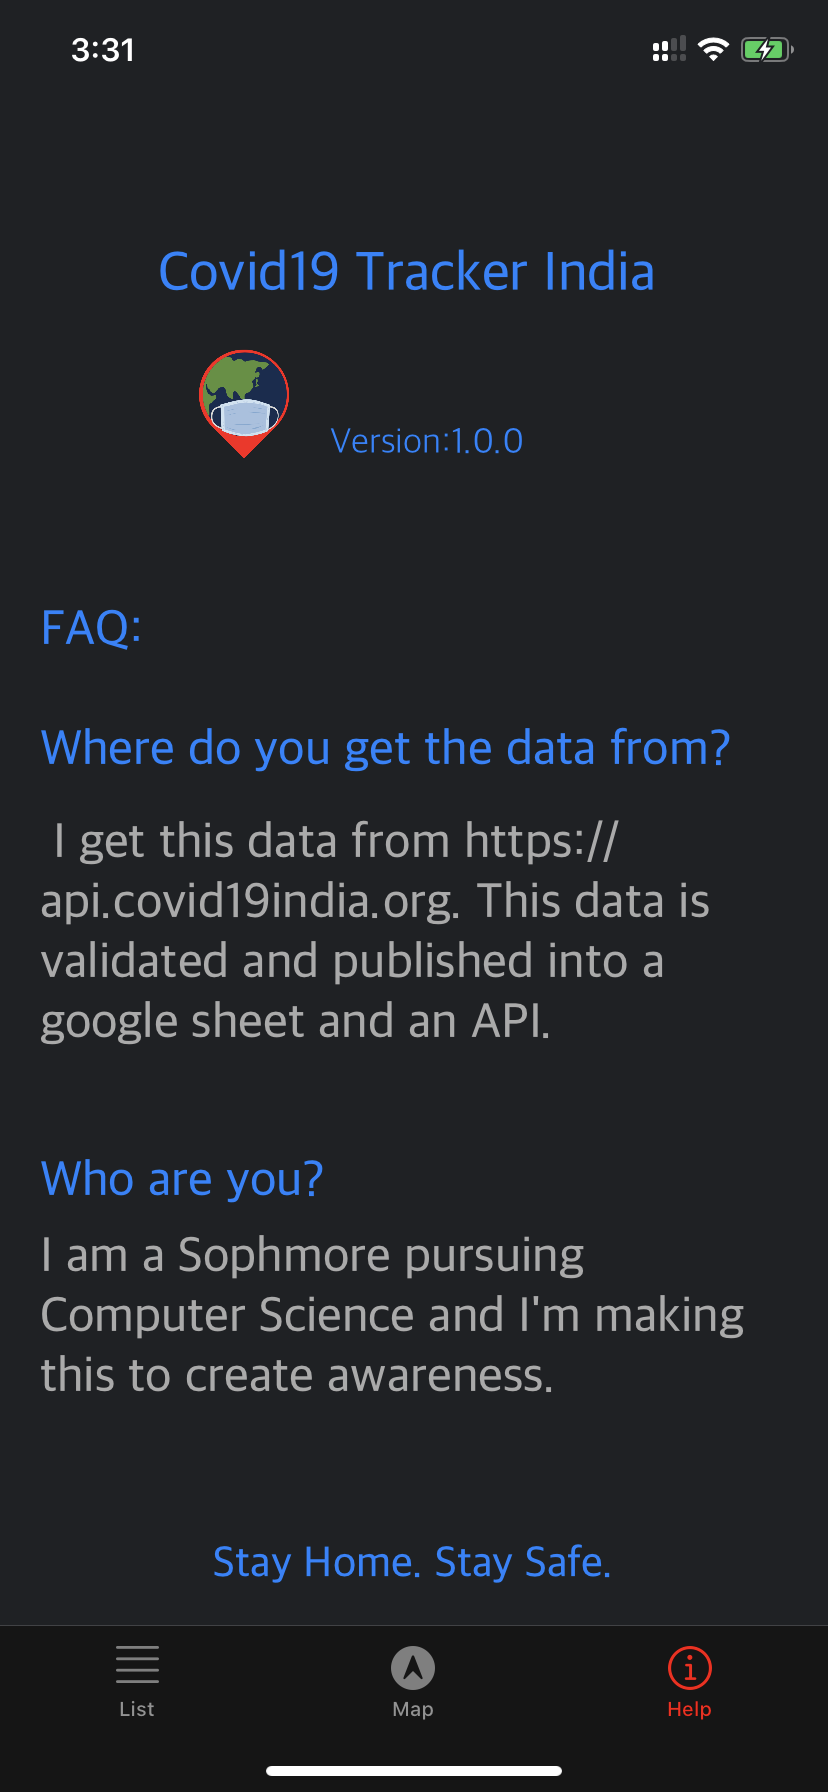 3:31
Covid19 Tracker India
Version:1.0.0
FAQ:
Where do you get the data from?
I get this data from https://
api.covid19india.org. This data is
validated and published into a
google sheet and an API.
Who are you?
I am a Sophmore pursuing
Computer Science and I'm making
this to create awareness.
Stay Home. Stay Safe.
List
Map
Help